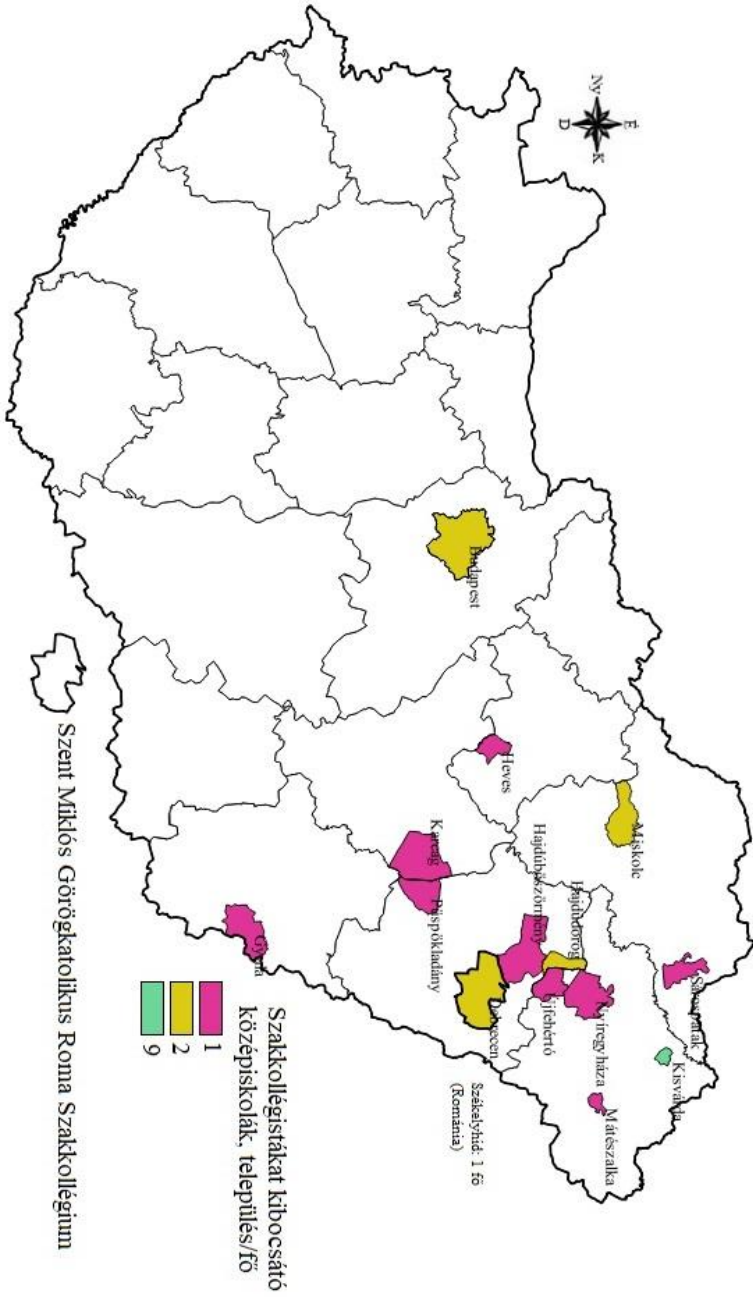 Ny
É
D
K
Budapest
Heves
Miskolc
Karcag
Püspökladány
Hajdúböszörmény
Hajdúdorog
Újfehértó
Nyíregyháza
Debrecen
Sárospatak
Kisvárda
Mátészalka
Gyula
Székelyhíd: 1 fő
(Románia)
Szakkollégistákat kibocsátó
középiskolák, település/fő
1
2
9
Szent Miklós Görögkatolikus Roma Szakkollégium